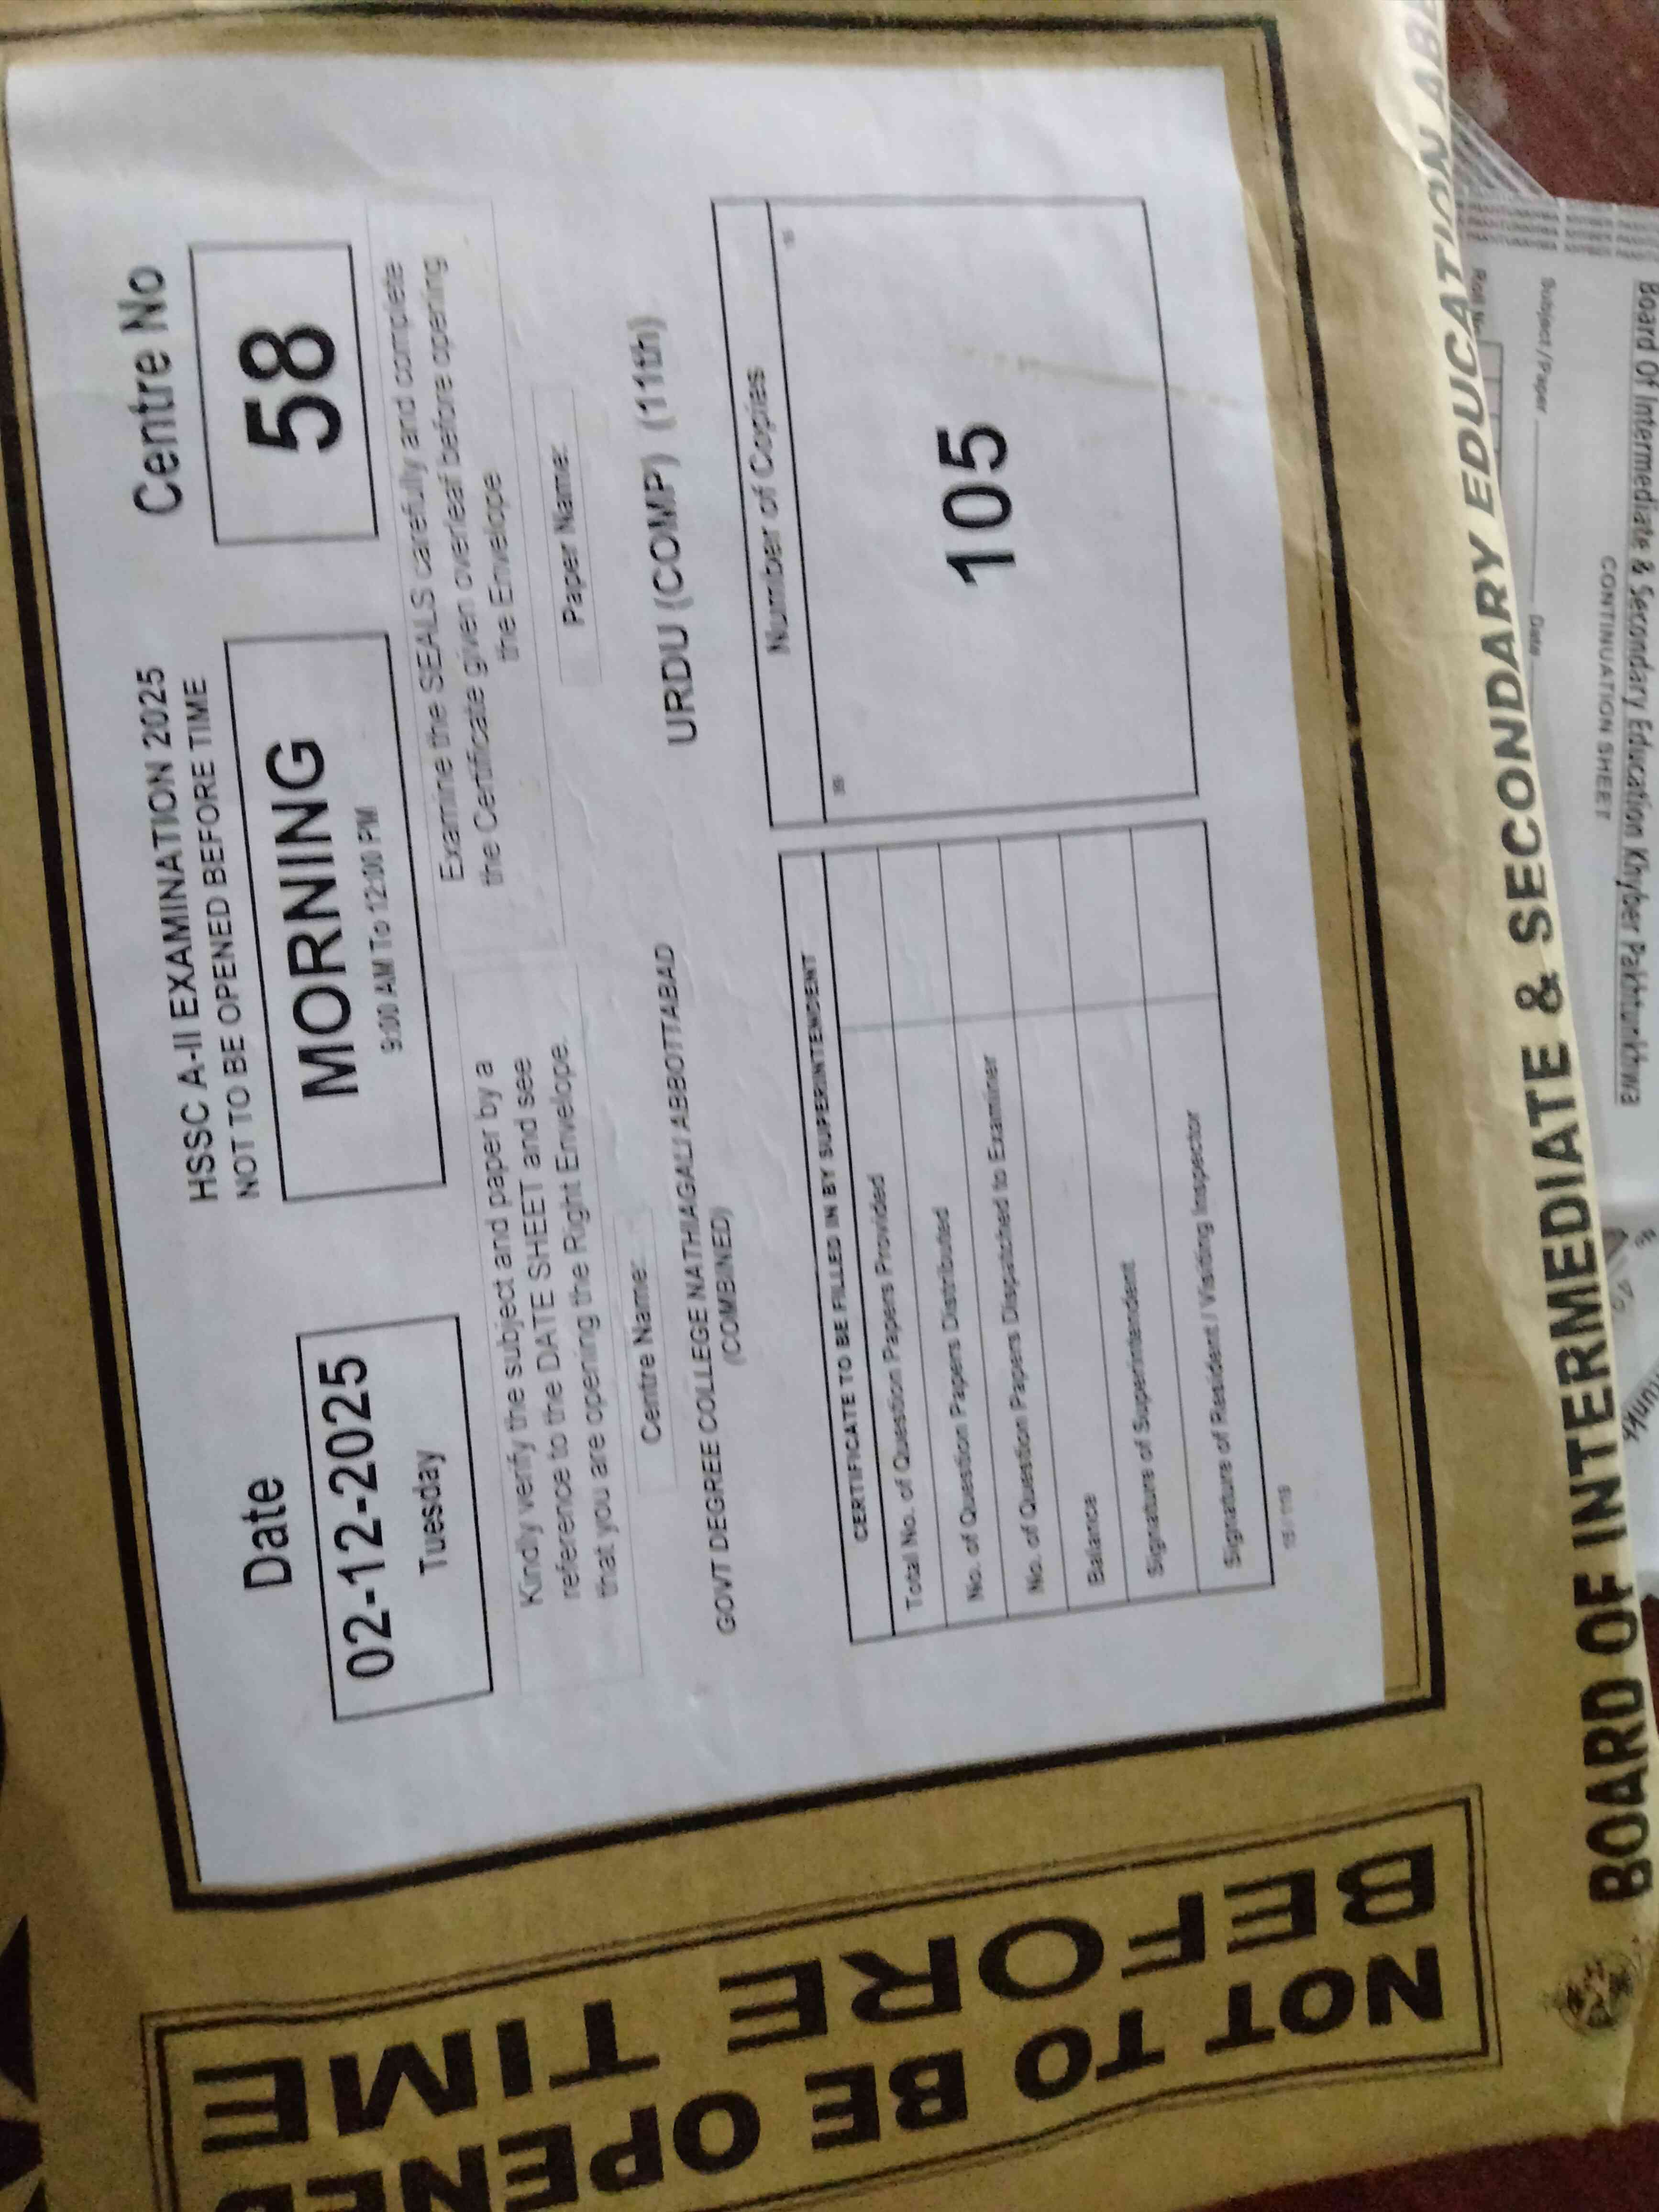 HSSC A-II EXAMINATION 2025
NOT TO BE OPENED BEFORE TIME
Date
02-12-2025
Tuesday
MORNING
9:00 AM To 12:00 PM
Centre No
58
Kindly verify the subject and paper by a
reference to the DATE SHEET and see
that you are opening the Right Envelope.
Examine the SEALS carefully and complete
the Certificate given overleaf before opening
the Envelope
Centre Name:
GOVT DEGREE COLLEGE NATHIAGALI ABBOTTABAD
(COMBINED)
Paper Name:
URDU (COMP) (11th)
CERTIFICATE TO BE FILLED IN BY SUPERINTENDENT
Total No. of Question Papers Provided
No. of Question Papers Distributed
No. of Question Papers Dispatched to Examiner
Balance
Signature of Superintendent
Signature of Resident / Visiting Inspector
Number of Copies
105
BOARD OF INTERMEDIATE & SECONDARY EDUCATION
NOT TO BE OPENED
BEFORE TIME
Board Of Intermediate & Secondary Education Khyber Pakhtunkhwa
CONTINUATION SHEET
Subject / Paper
Date